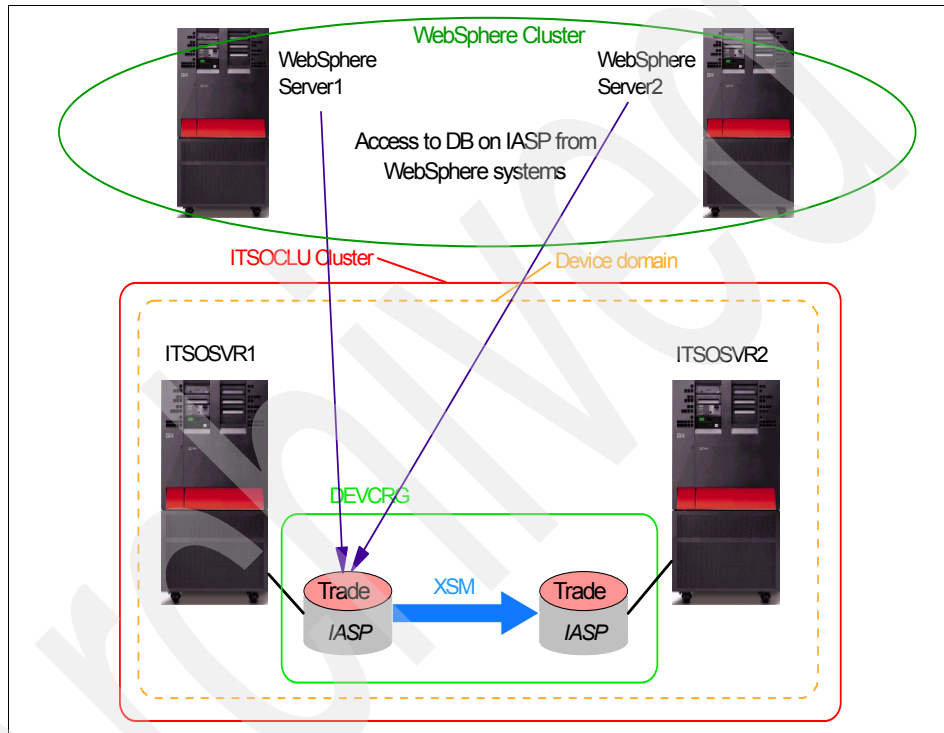 WebSphere Cluster
WebSphere
Server1
WebSphere
Server2
Access to DB on IASP from
WebSphere systems
ITSOCLU Cluster
Device domain
ITSOSVR1
ITSOSVR2
DEVCRG
Trade
XSM
Trade
IASP
IASP